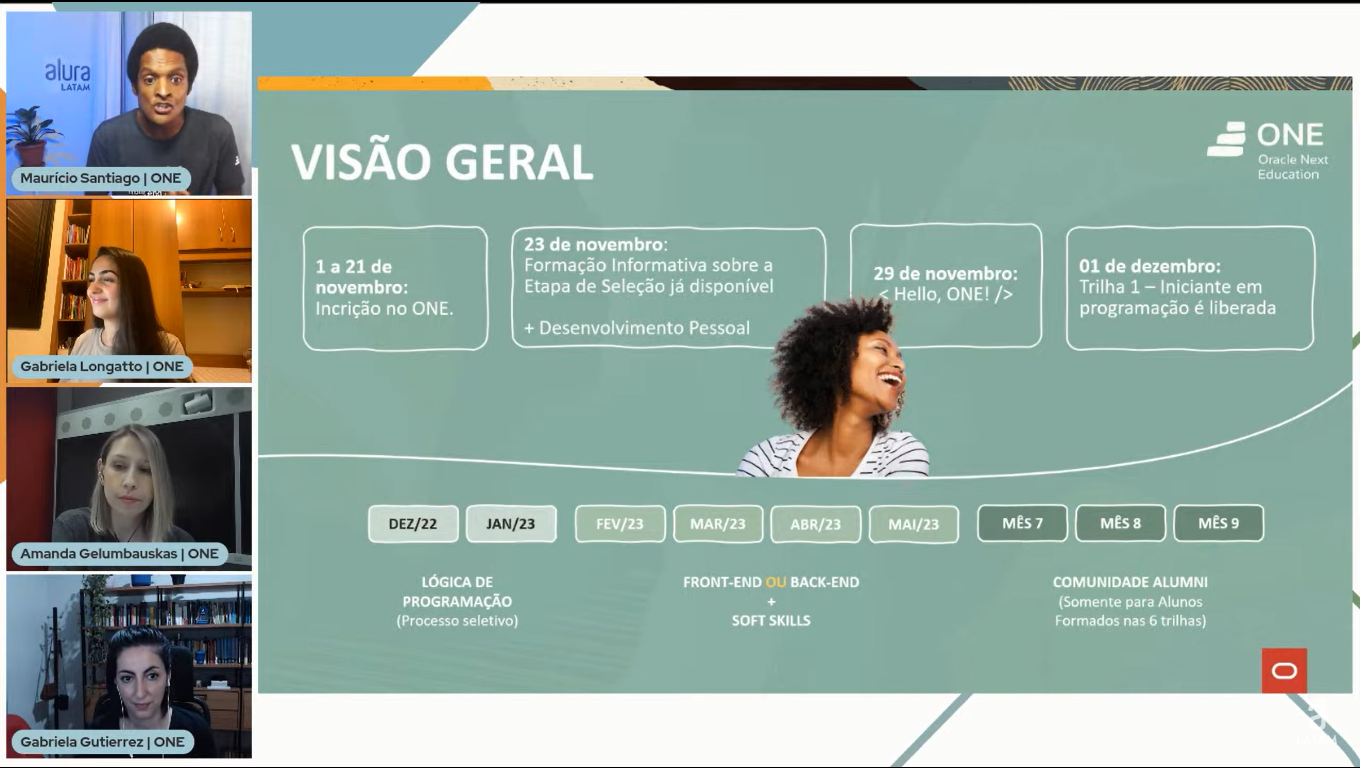 alura
LATAM
Mauricio Santiago | ONE
Gabriela Longatto | ONE
Amanda Gelumbauskas | ONE
Gabriela Gutierrez | ONE
VISÃO GERAL
ONE
Oracle Next
Education
1 a 21 de
novembro:
Incrição no ONE.
23 de novembro:
Formação Informativa sobre a
Etapa de Seleção já disponível
+ Desenvolvimento Pessoal
29 de novembro:
< Hello, ONE! />
01 de dezembro:
Trilha 1 – Iniciante em
programação é liberada
DEZ/22
JAN/23
FEV/23
MAR/23
ABR/23
MAI/23
MÊS 7
MÊS 8
MÊS 9
LÓGICA DE
PROGRAMAÇÃO
(Processo seletivo)
FRONT-END OU BACK-END
+
SOFT SKILLS
COMUNIDADE ALUMNI
(Somente para Alunos
Formados nas 6 trilhas)